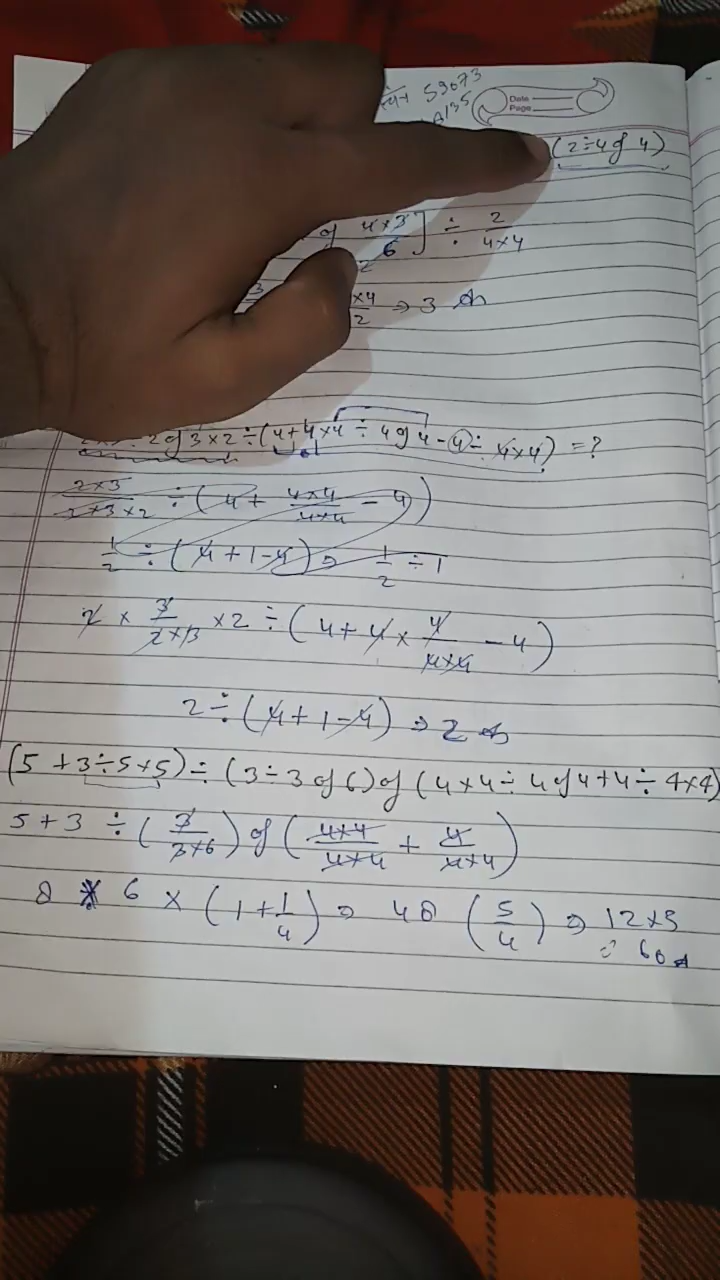 59073
A135
Date
Page
(2÷4 of 4)
of 4×3/6] ÷ 2/4×4
×4/2 ⇒ 3
2 of 3×2÷(4+4×4÷4 of 4-4÷4×4) = ?
2×3/2×3×2 ÷ (4 + 4×4/4×4 - 4)
1/2 ÷ (4+1-4) ⇒ 1/2 ÷ 1
2 × 3/2×3 ×2 ÷ (4+4× 4/4×4 - 4)
2 ÷ (4+1-4) ⇒ 2
(5+3÷5×5)÷(3÷3 of 6) of (4×4÷4 of 4+4÷4×4)
5+3 ÷ (3/3×6) of (4×4/4×4 + 4/4×4)
8 × 6 × (1+1/4) ⇒ 48 (5/4) ⇒ 12×5
⇒ 60